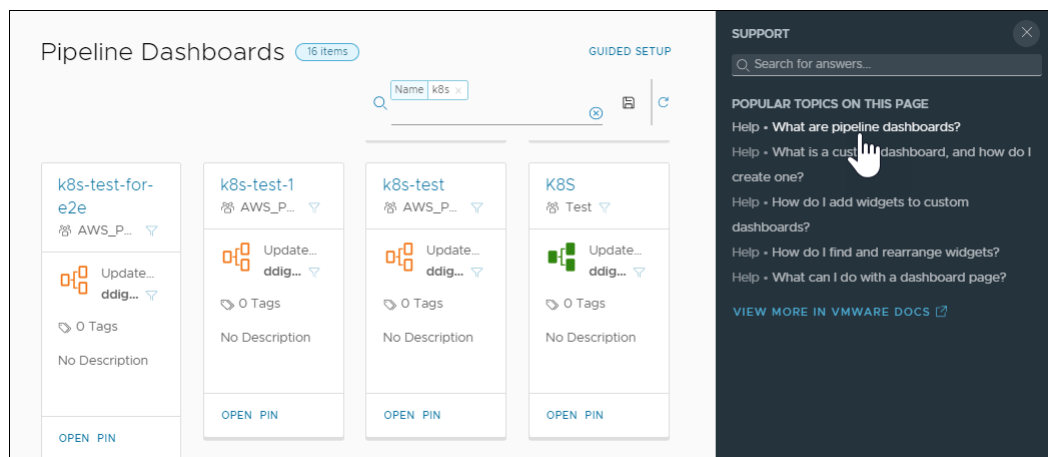 Pipeline Dashboards 16 items
GUIDED SETUP
Name k8s ×
k8s-test-for-
e2e
AWS_P...
Update...
ddig...
0 Tags
No Description
OPEN PIN
k8s-test-1
AWS_P...
Update...
ddig...
0 Tags
No Description
OPEN PIN
k8s-test
AWS_P...
Update...
ddig...
0 Tags
No Description
OPEN PIN
K8S
Test
Update...
ddig...
0 Tags
No Description
OPEN PIN
SUPPORT
Search for answers...
POPULAR TOPICS ON THIS PAGE
Help • What are pipeline dashboards?
Help • What is a dashboard, and how do I
create one?
Help • How do I add widgets to custom
dashboards?
Help • How do I find and rearrange widgets?
Help • What can I do with a dashboard page?
VIEW MORE IN VMWARE DOCS